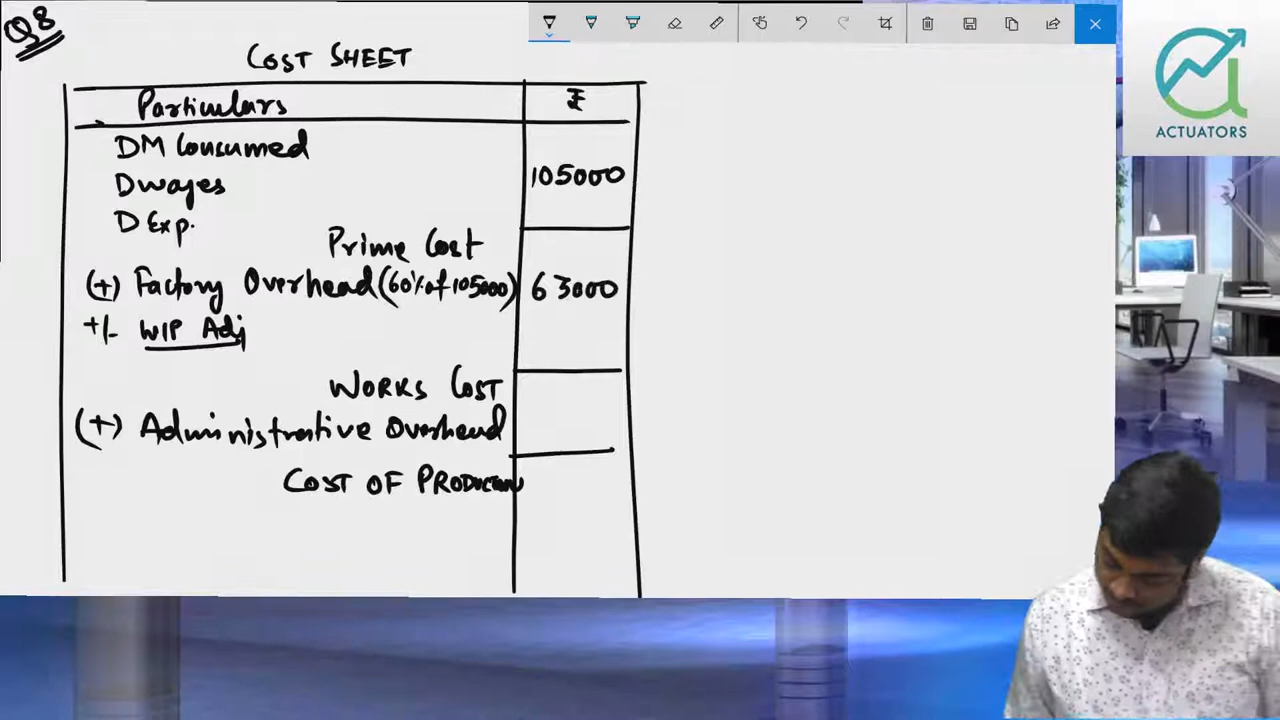 Q8
COST SHEET
Particulars ₹
DM Consumed
Dwages 105000
D Exp.
Prime Cost
(+) Factory Overhead (60% of 105000) 63000
+/- WIP Adj
WORKS COST
(+) Administrative Overhead
COST OF PRODUCTION
ACTUATORS